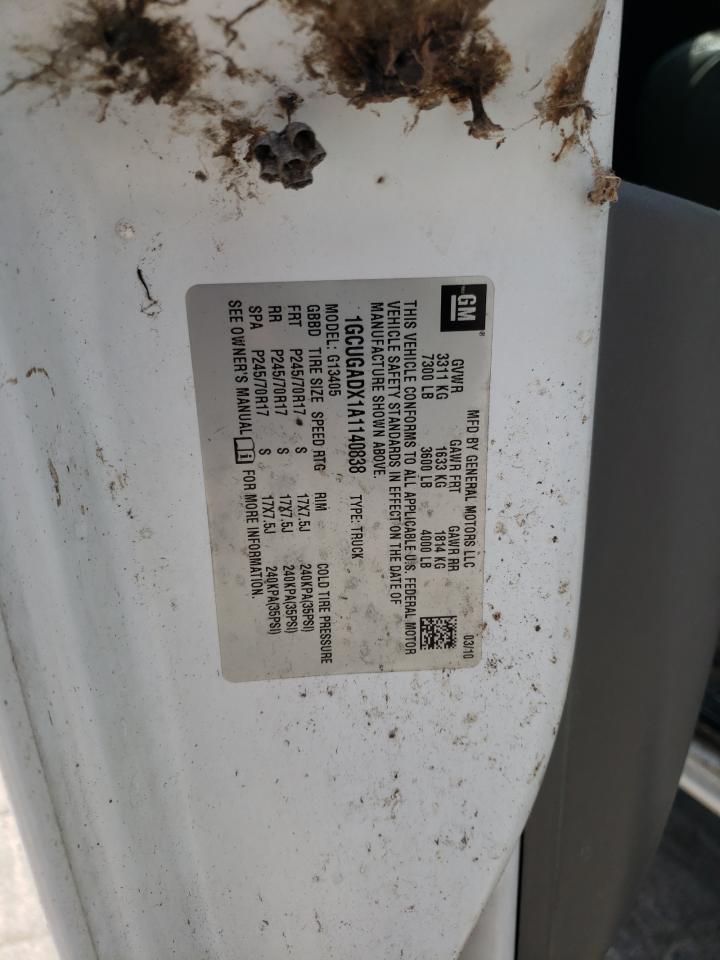 GM
MFD BY GENERAL MOTORS LLC 03/10
GVWR GAWR FRT GAWR RR
3311 KG 1633 KG 1814 KG
7300 LB 3600 LB 4000 LB
THIS VEHICLE CONFORMS TO ALL APPLICABLE U.S. FEDERAL MOTOR
VEHICLE SAFETY STANDARDS IN EFFECT ON THE DATE OF
MANUFACTURE SHOWN ABOVE.
1GCUGADX1A1140838 TYPE: TRUCK
MODEL: G13405
GBBD TIRE SIZE SPEED RTG RIM COLD TIRE PRESSURE
FRT P245/70R17 S 17X7.5J 240KPA(35PSI)
RR P245/70R17 S 17X7.5J 240KPA(35PSI)
SPA P245/70R17 S 17X7.5J 240KPA(35PSI)
SEE OWNER'S MANUAL FOR MORE INFORMATION.